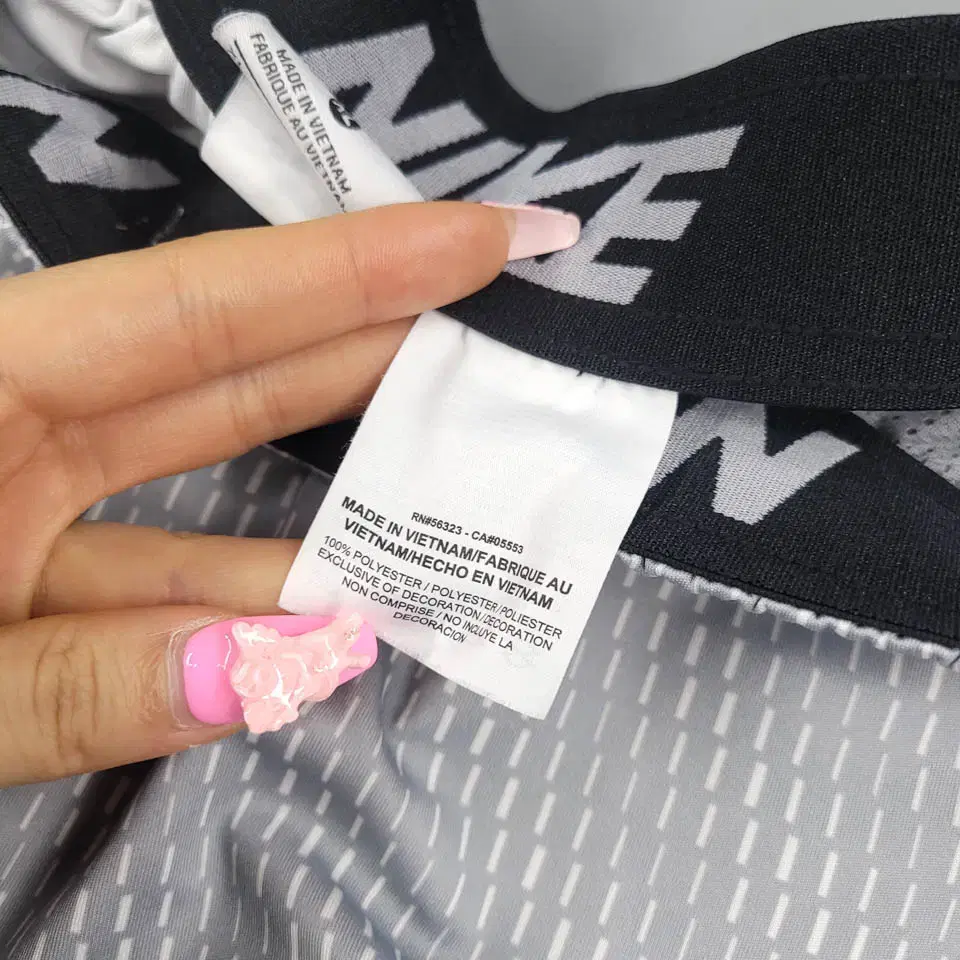 MADE IN VIETNAM
FABRIQUE AU VIETNAM
NIKE
RN#56323 - CA#05553
MADE IN VIETNAM/FABRIQUE AU
VIETNAM/HECHO EN VIETNAM
100% POLYESTER / POLYESTER/POLIESTER
EXCLUSIVE OF DECORATION/DECORATION
NON COMPRISE / NO INCLUYE LA
DECORACION
N